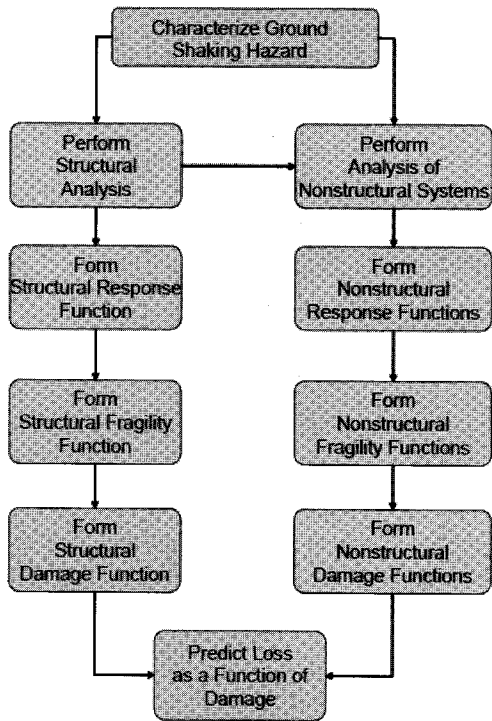 Characterize Ground
Shaking Hazard
Perform
Structural
Analysis
Perform
Analysis of
Nonstructural Systems
Form
Structural Response
Function
Form
Nonstructural
Response Functions
Form
Structural Fragility
Function
Form
Nonstructural
Fragility Functions
Form
Structural
Damage Function
Form
Nonstructural
Damage Functions
Predict Loss
as a Function of
Damage